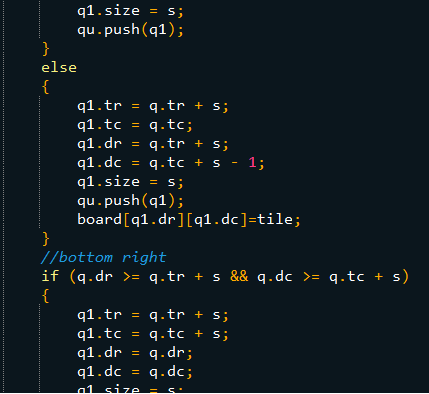 q1.size = s;
qu.push(q1);
}
else
{
q1.tr = q.tr + s;
q1.tc = q.tc;
q1.dr = q.tr + s;
q1.dc = q.tc + s - 1;
q1.size = s;
qu.push(q1);
board[q1.dr][q1.dc]=tile;
}
//bottom right
if (q.dr >= q.tr + s && q.dc >= q.tc + s)
{
q1.tr = q.tr + s;
q1.tc = q.tc + s;
q1.dr = q.dr;
q1.dc = q.dc;
q1.size = s;